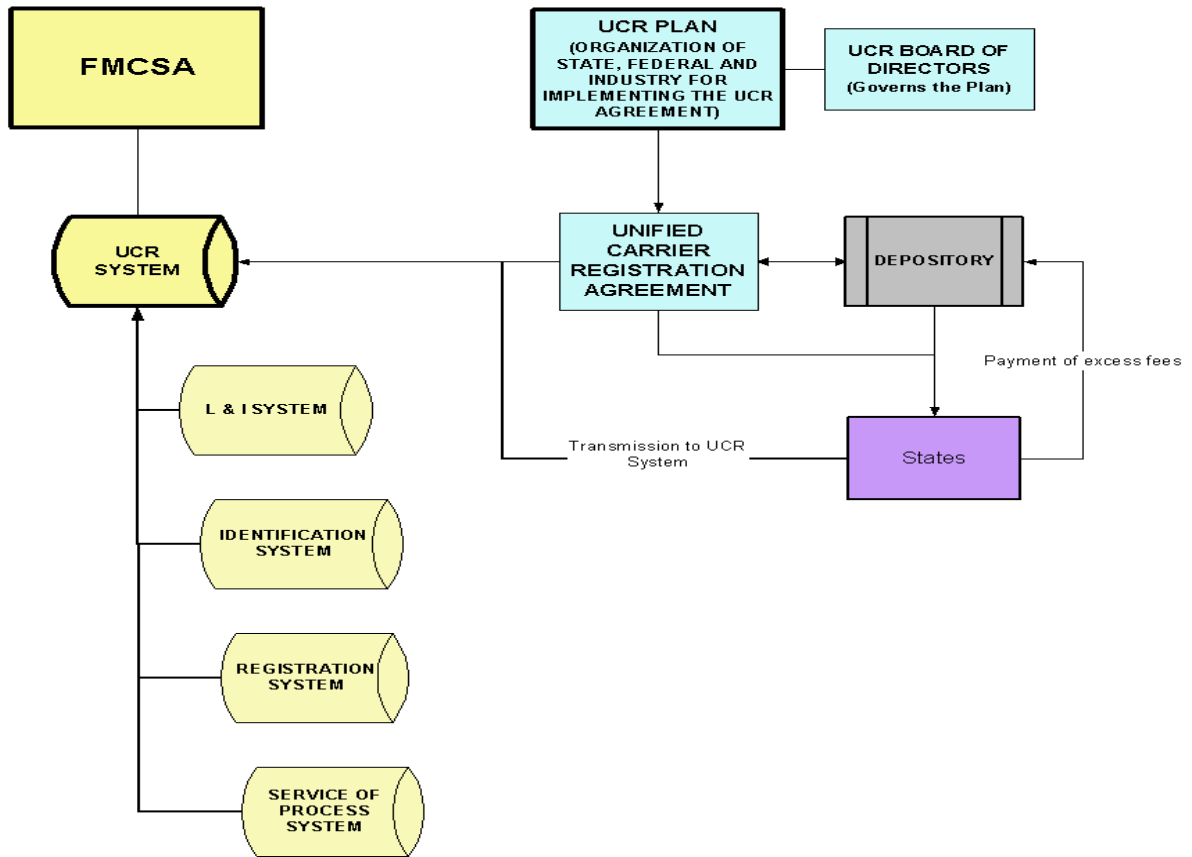 FMCSA
UCR PLAN
(ORGANIZATION OF
STATE, FEDERAL AND
INDUSTRY FOR
IMPLEMENTING THE UCR
AGREEMENT)
UCR BOARD OF
DIRECTORS
(Governs the Plan)
UCR
SYSTEM
UNIFIED
CARRIER
REGISTRATION
AGREEMENT
DEPOSITORY
Payment of excess fees
L & I SYSTEM
Transmission to UCR
System
States
IDENTIFICATION
SYSTEM
REGISTRATION
SYSTEM
SERVICE OF
PROCESS
SYSTEM